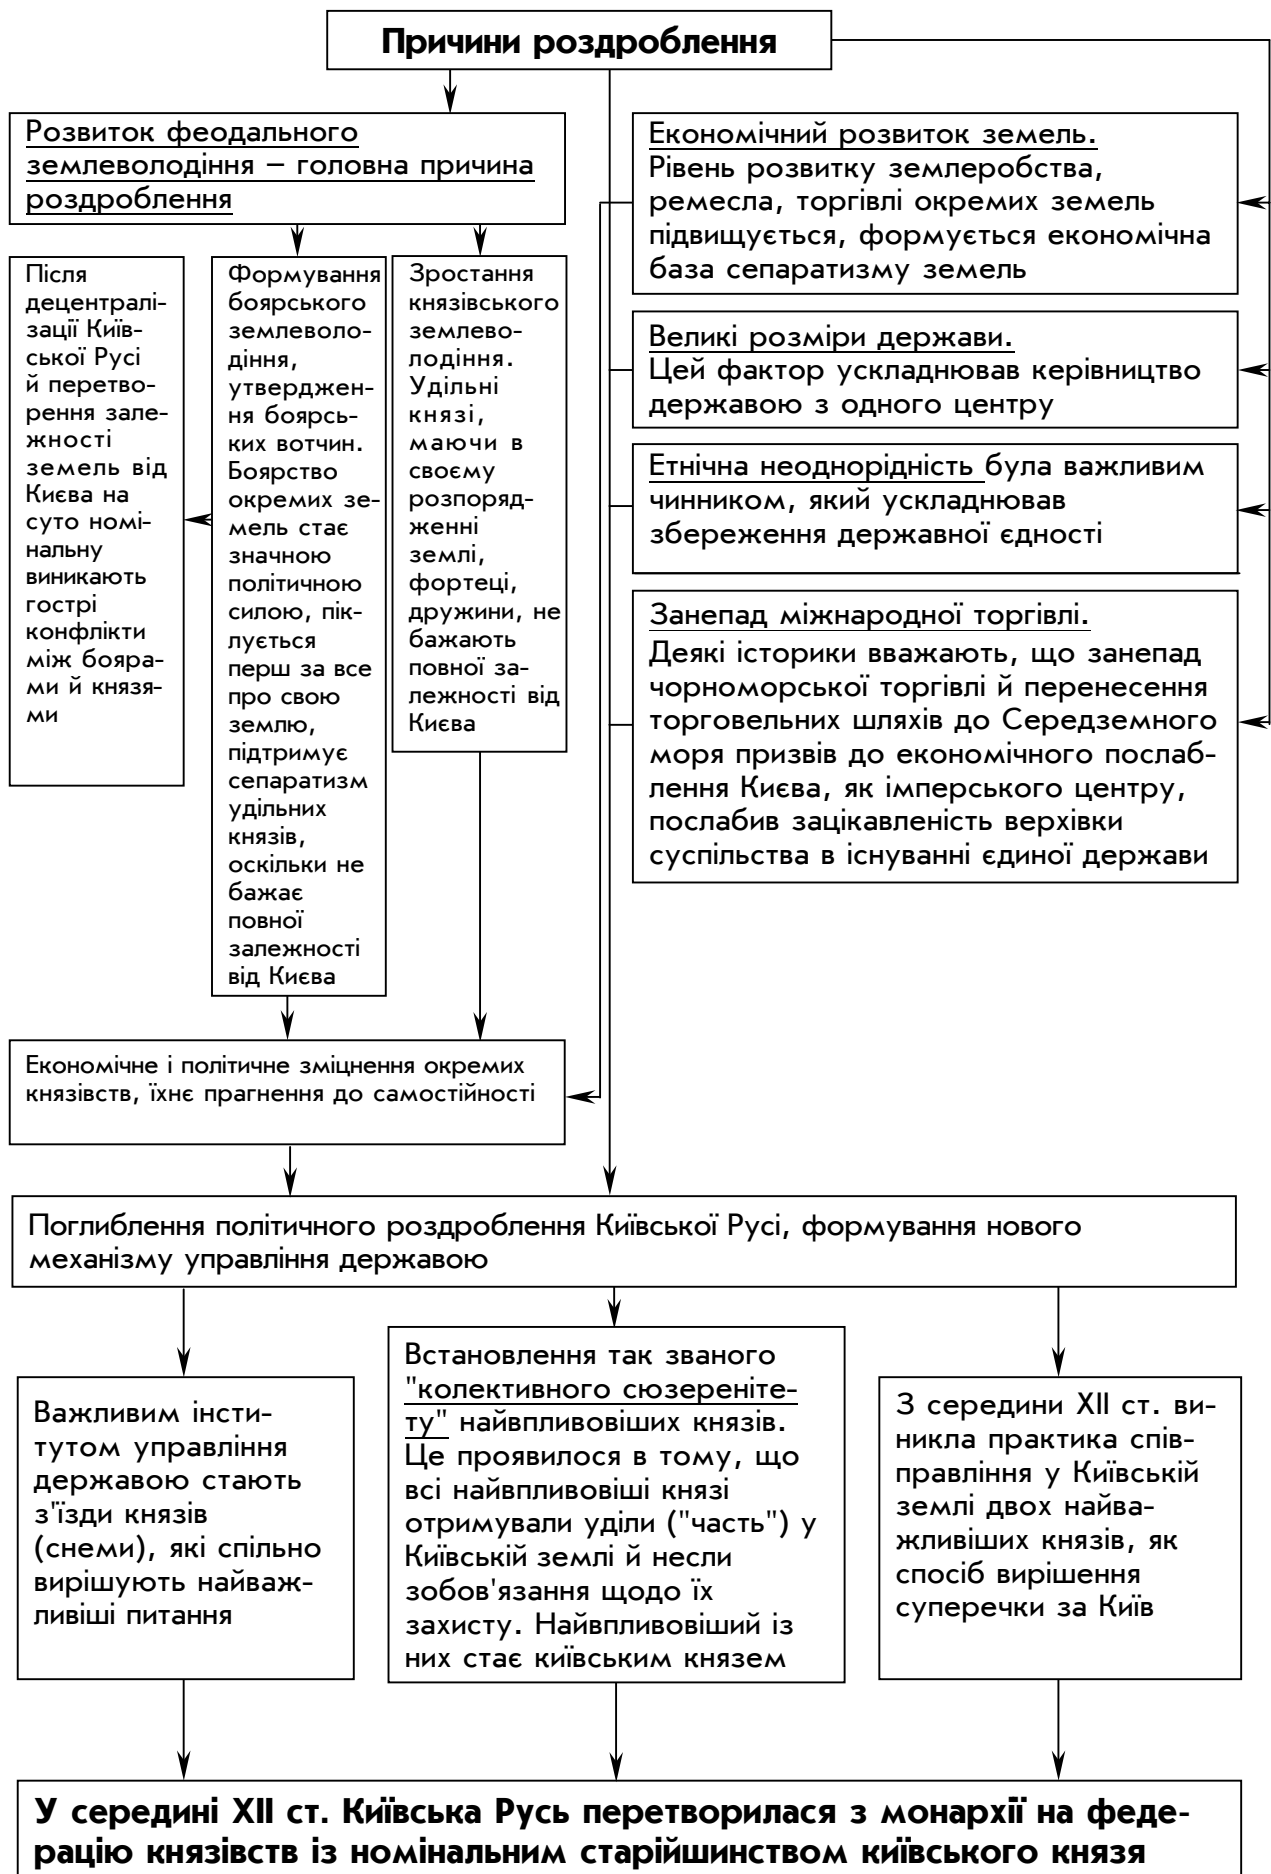 Причини роздроблення
Розвиток феодального
землеволодіння – головна причина
роздроблення
Після
децентралі-
зації Київ-
ської Русі
й перетво-
рення зале-
жності
земель від
Києва на
суто номі-
нальну
виникають
гострі
конфлікти
між бояра-
ми й князя-
ми
Формування
боярського
землеволо-
діння,
утверджен-
ня боярсь-
ких вотчин.
Боярство
окремих зе-
мель стає
значною
політичною
силою, пік-
лується
перш за все
про свою
землю,
підтримує
сепаратизм
удільних
князів,
оскільки не
бажає
повної
залежності
від Києва
Зростання
князівського
землево-
лодіння.
Удільні
князі,
маючи в
своєму
розпоряд-
женні
землі,
фортеці,
дружини, не
бажають
повної за-
лежності від
Києва
Економічний розвиток земель.
Рівень розвитку землеробства,
ремесла, торгівлі окремих земель
підвищується, формується економічна
база сепаратизму земель
Великі розміри держави.
Цей фактор ускладнював керівництво
державою з одного центру
Етнічна неоднорідність була важливим
чинником, який ускладнював
збереження державної єдності
Занепад міжнародної торгівлі.
Деякі історики вважають, що занепад
чорноморської торгівлі й перенесення
торговельних шляхів до Середземного
моря призвів до економічного послаб-
лення Києва, як імперського центру,
послабив зацікавленість верхівки
суспільства в існуванні єдиної держави
Економічне і політичне зміцнення окремих
князівств, їхнє прагнення до самостійності
Поглиблення політичного роздроблення Київської Русі, формування нового
механізму управління державою
Важливим інсти-
тутом управління
державою стають
з'їзди князів
(снеми), які спільно
вирішують найваж-
ливіші питання
Встановлення так званого
"колективного сюзереніте-
ту" найвпливовіших князів.
Це проявилося в тому, що
всі найвпливовіші князі
отримували уділи ("часть") у
Київській землі й несли
зобов'язання щодо їх
захисту. Найвпливовіший із
них стає київським князем
З середини XII ст. ви-
никла практика спів-
правління у Київській
землі двох найва-
жливіших князів, як
спосіб вирішення
суперечки за Київ
У середині XII ст. Київська Русь перетворилася з монархії на феде-
рацію князівств із номінальним старійшинством київського князя